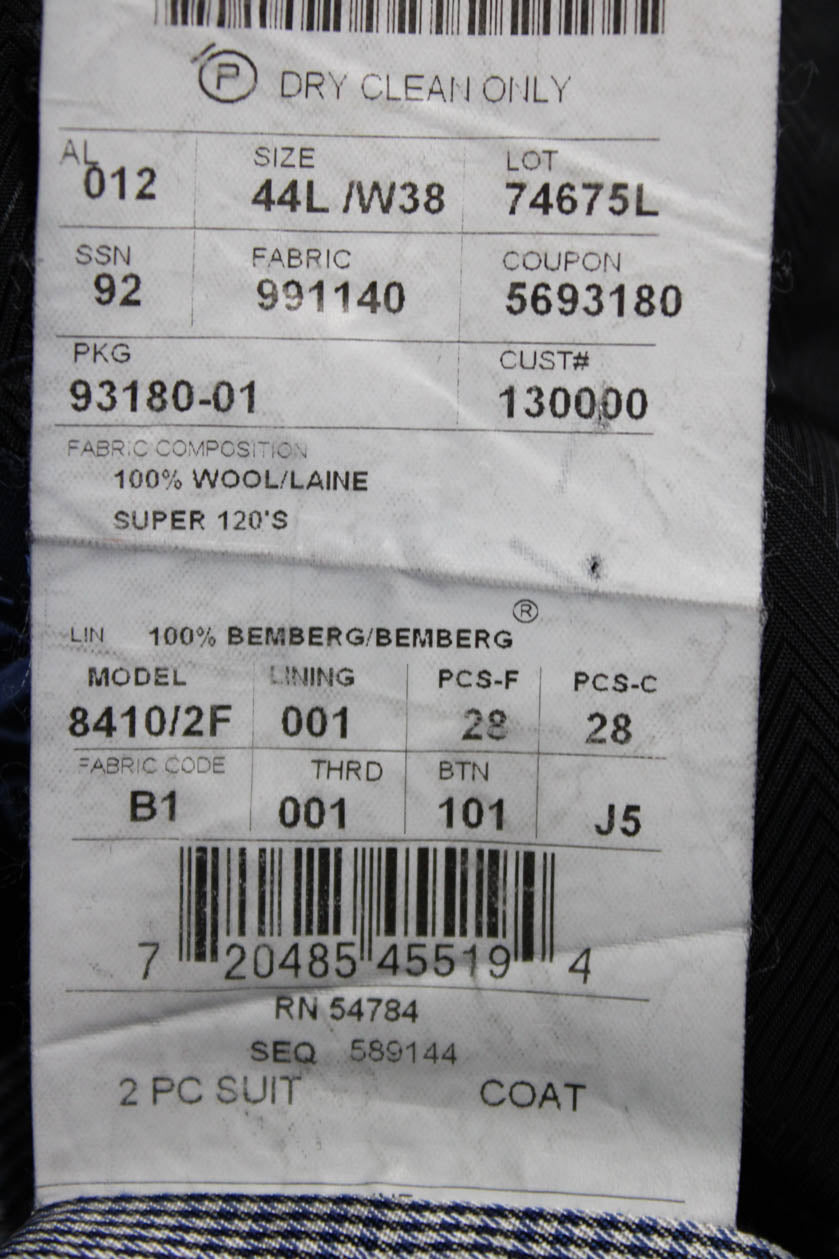 P DRY CLEAN ONLY
AL SIZE LOT
012 44L /W38 74675L
SSN FABRIC COUPON
92 991140 5693180
PKG CUST#
93180-01 130000
FABRIC COMPOSITION
100% WOOL/LAINE
SUPER 120'S
LIN 100% BEMBERG/BEMBERG®
MODEL LINING PCS-F PCS-C
8410/2F 001 28 28
FABRIC CODE THRD BTN
B1 001 101 J5
7 20485 45519 4
RN 54784
SEQ 589144
2 PC SUIT COAT